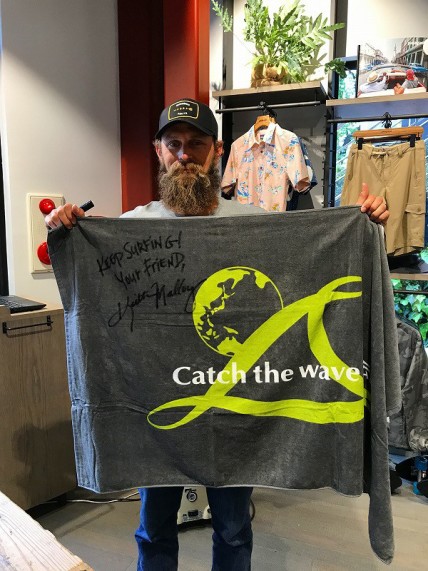 KEEP SURFING!
YOUR FRIEND,
Catch the wave